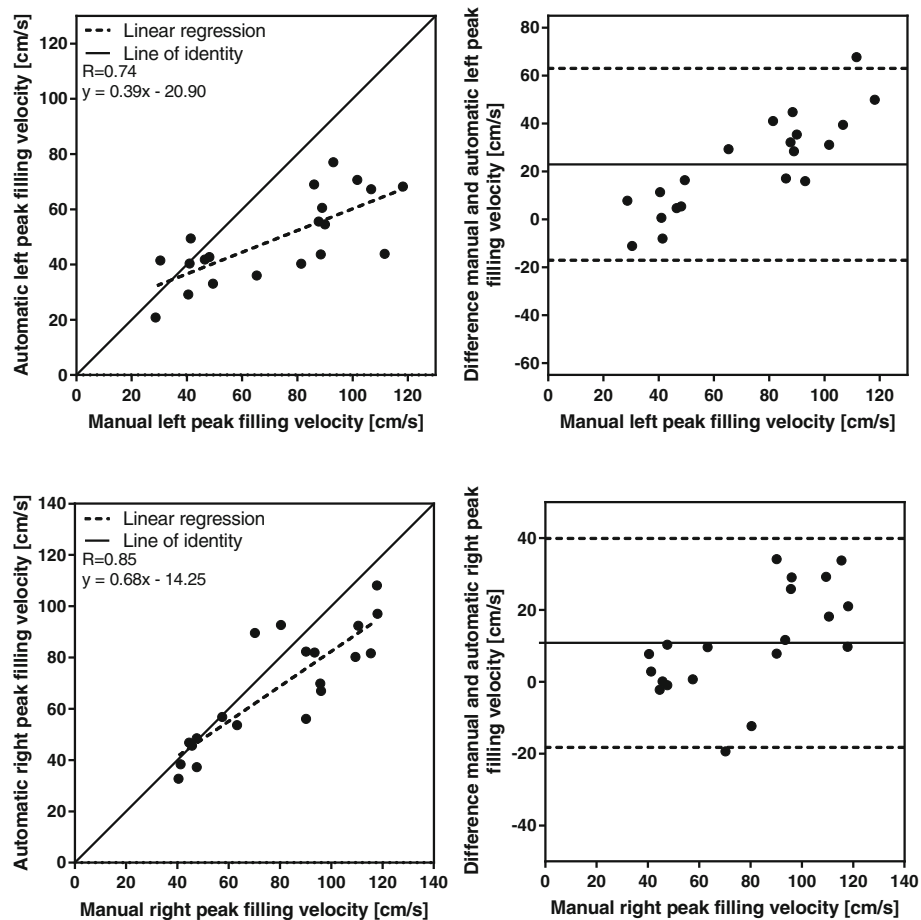 Automatic left peak filling velocity [cm/s]
120
100
80
60
40
20
0
Linear regression
Line of identity
R=0.74
y = 0.39x - 20.90
0 20 40 60 80 100 120
Manual left peak filling velocity [cm/s]
Difference manual and automatic left peak
filling velocity [cm/s]
80
60
40
20
0
-20
-40
-60
0 20 40 60 80 100 120
Manual left peak filling velocity [cm/s]
Automatic right peak filling velocity [cm/s]
140
120
100
80
60
40
20
0
Linear regression
Line of identity
R=0.85
y = 0.68x - 14.25
0 20 40 60 80 100 120 140
Manual right peak filling velocity [cm/s]
Difference manual and automatic right peak
filling velocity [cm/s]
40
20
0
-20
-40
0 20 40 60 80 100 120 140
Manual right peak filling velocity [cm/s]